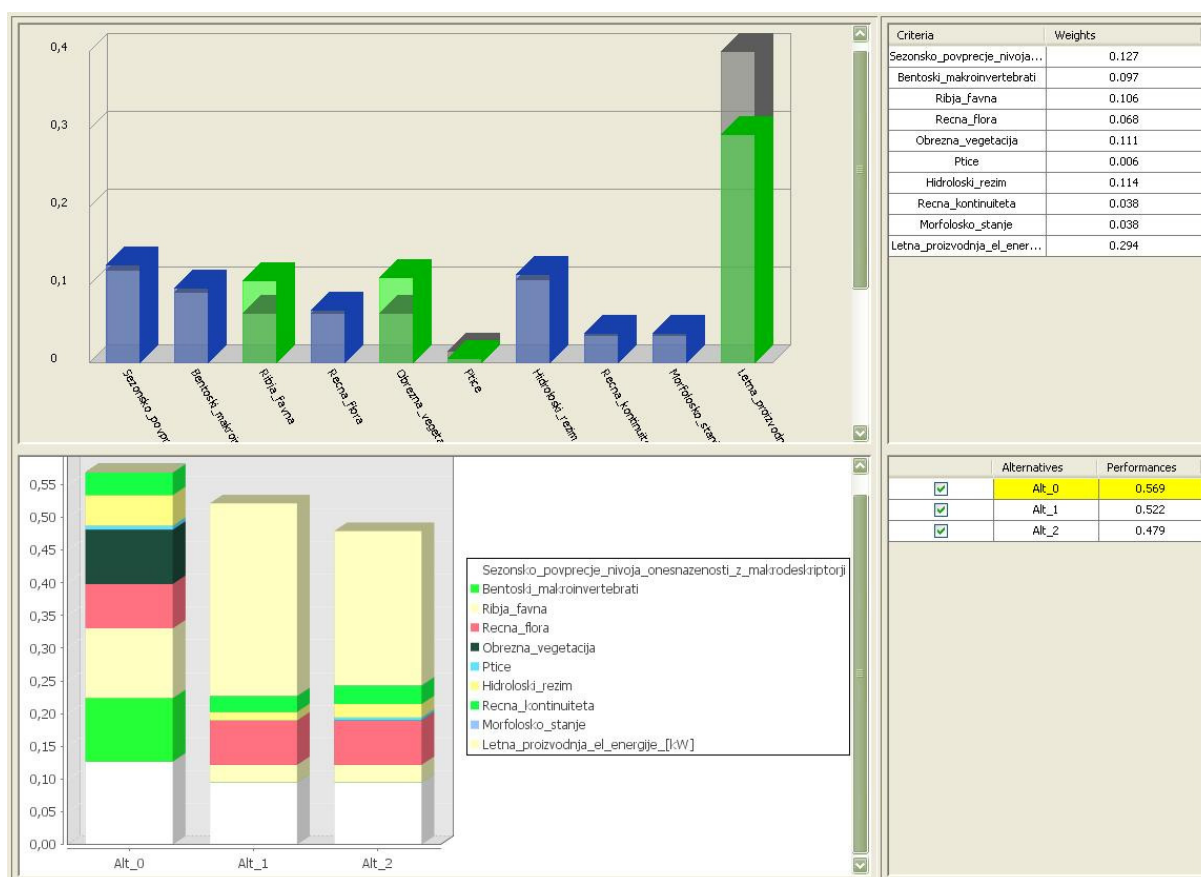 0,4
0,3
0,2
0,1
0
Sezonsko_povpr
Bentoski_makroin
Ribja_favna
Recna_flora
Obrezna_vegeta
Ptice
Hidroloski_rezim
Recna_kontinuite
Morfolosko_stanj
Letna_proizvodn
Criteria Weights
Sezonsko_povprecje_nivoja... 0.127
Bentoski_makroinvertebrati 0.097
Ribja_favna 0.106
Recna_flora 0.068
Obrezna_vegetacija 0.111
Ptice 0.006
Hidroloski_rezim 0.114
Recna_kontinuiteta 0.038
Morfolosko_stanje 0.038
Letna_proizvodnja_el_ener... 0.294
0,55
0,50
0,45
0,40
0,35
0,30
0,25
0,20
0,15
0,10
0,05
0,00
Alt_0 Alt_1 Alt_2
Sezonsko_povprecje_nivoja_onesnazenosti_z_makrodeskriptorji
Bentoski_makroinvertebrati
Ribja_favna
Recna_flora
Obrezna_vegetacija
Ptice
Hidroloski_rezim
Recna_kontinuiteta
Morfolosko_stanje
Letna_proizvodnja_el_energije_[kW]
Alternatives Performances
Alt_0 0.569
Alt_1 0.522
Alt_2 0.479